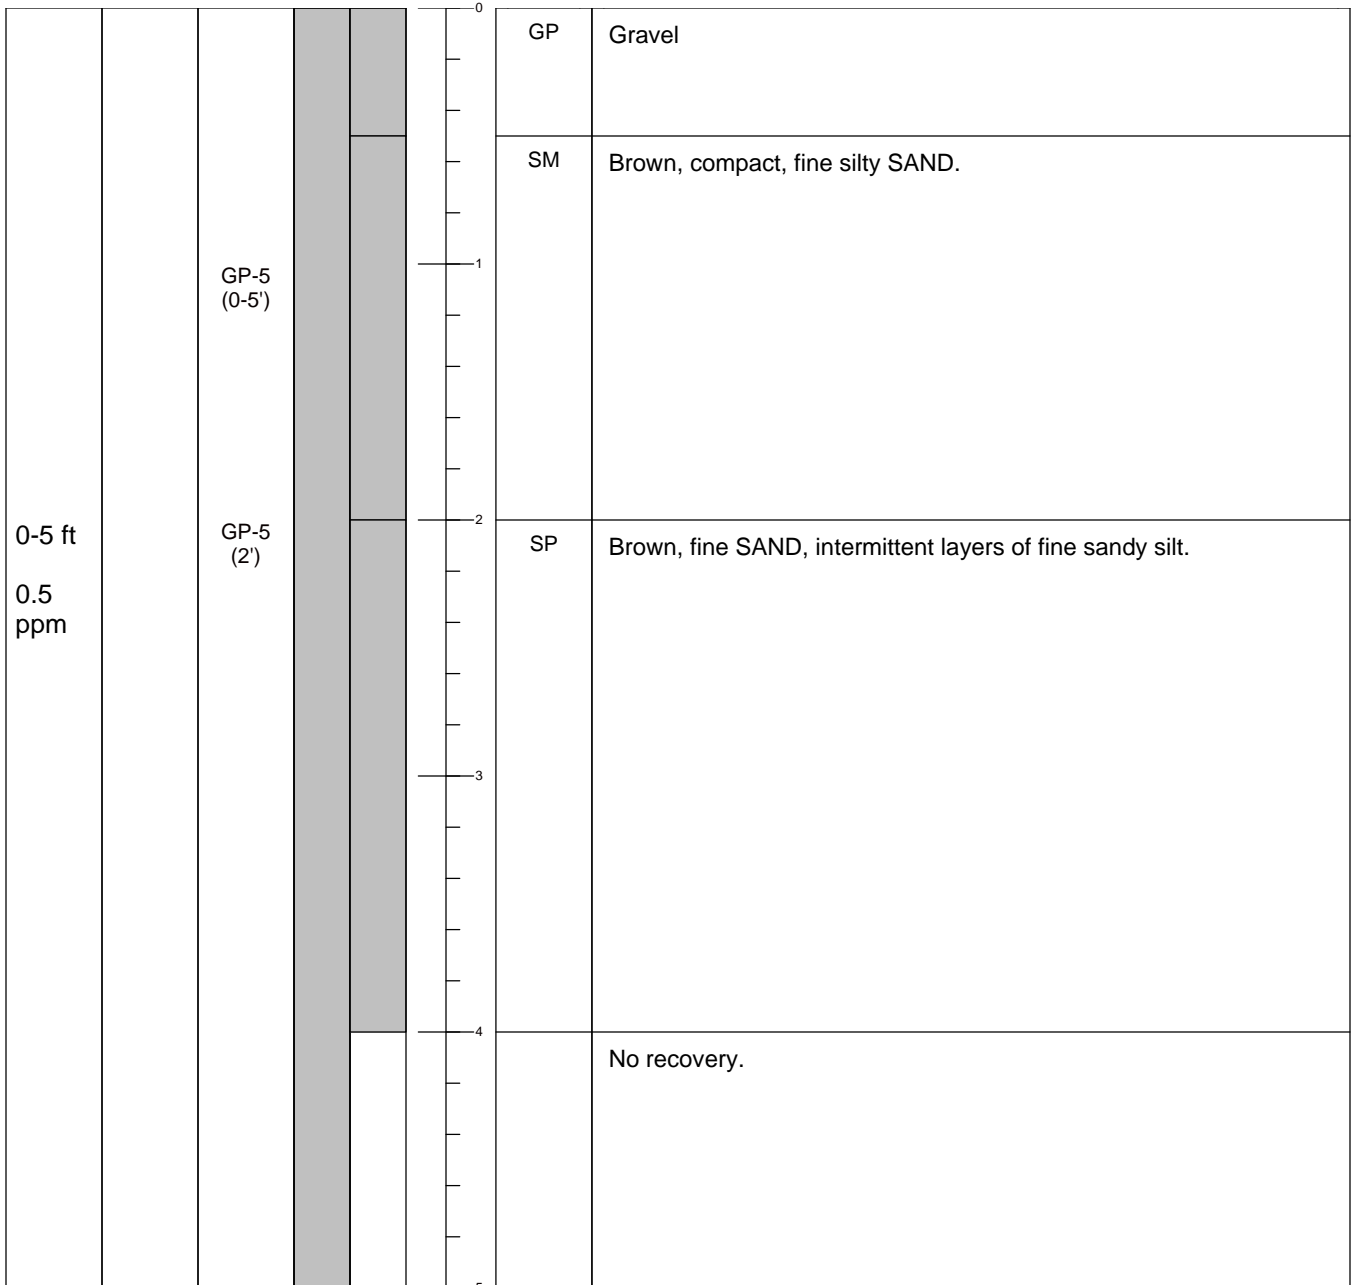 0
GP Gravel
SM Brown, compact, fine silty SAND.
1
GP-5
(0-5')
2
0-5 ft
GP-5
(2')
SP Brown, fine SAND, intermittent layers of fine sandy silt.
0.5
ppm
3
4
No recovery.
5